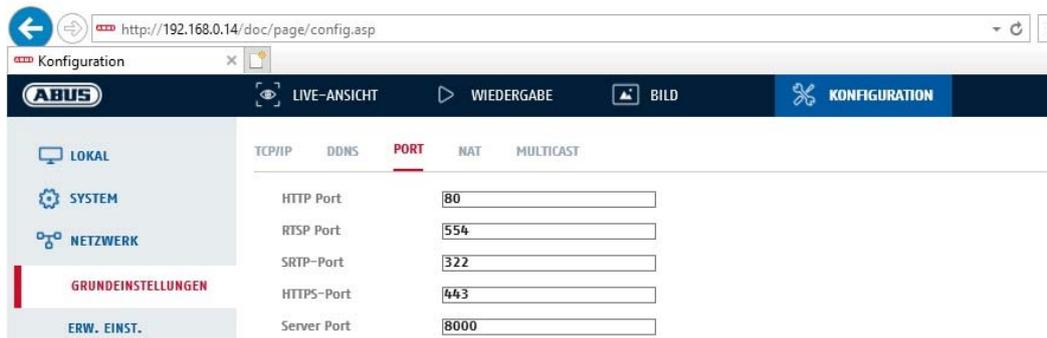 http://192.168.0.14/doc/page/config.asp
ABUS Konfiguration
ABUS LIVE-ANSICHT WIEDERGABE BILD KONFIGURATION
LOKAL
SYSTEM
NETZWERK
GRUNDEINSTELLUNGEN
ERW. EINST.
TCP/IP DDNS PORT NAT MULTICAST
HTTP Port 80
RTSP Port 554
SRTP-Port 322
HTTPS-Port 443
Server Port 8000